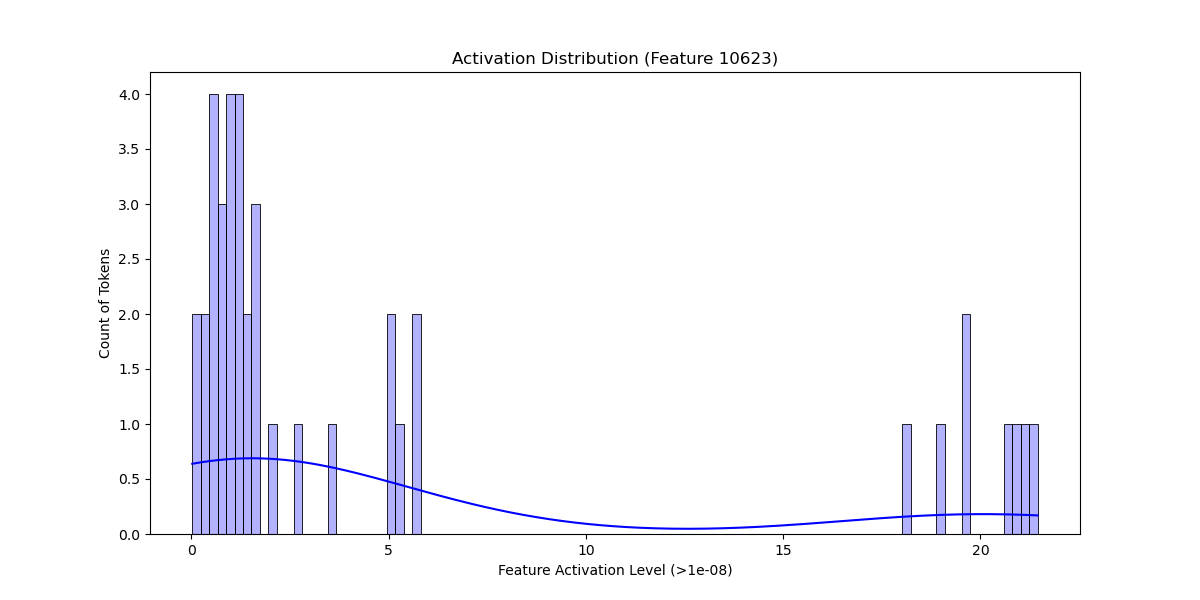 Activation Distribution (Feature 10623)
4.0
3.5
3.0
2.5
2.0
1.5
1.0
0.5
0.0
Count of Tokens
0 5 10 15 20
Feature Activation Level (>1e-08)